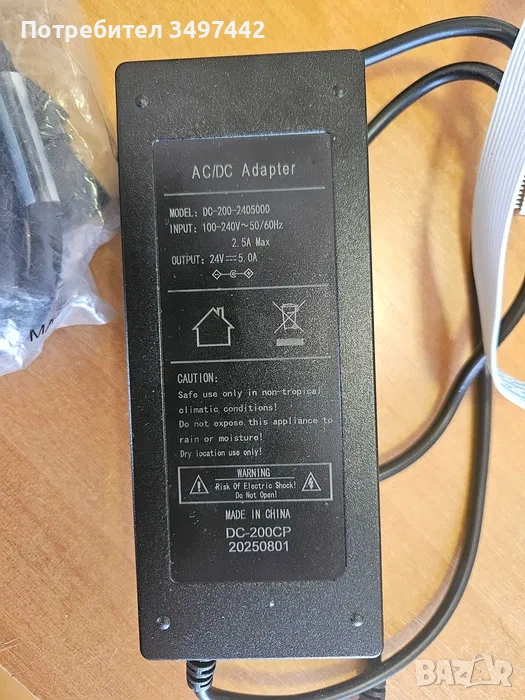 Потребител 3497442
AC/DC Adapter
MODEL: DC-200-2405000
INPUT: 100-240V~50/60Hz
2.5A Max
OUTPUT: 24V⎓5.0A
CAUTION:
Safe use only in non-tropical
climatic conditions!
Do not expose this appliance to
rain or moisture!
Dry location use only!
WARNING
Risk Of Electric Shock!
Do Not Open!
MADE IN CHINA
DC-200CP
20250801
MA
BAZAR